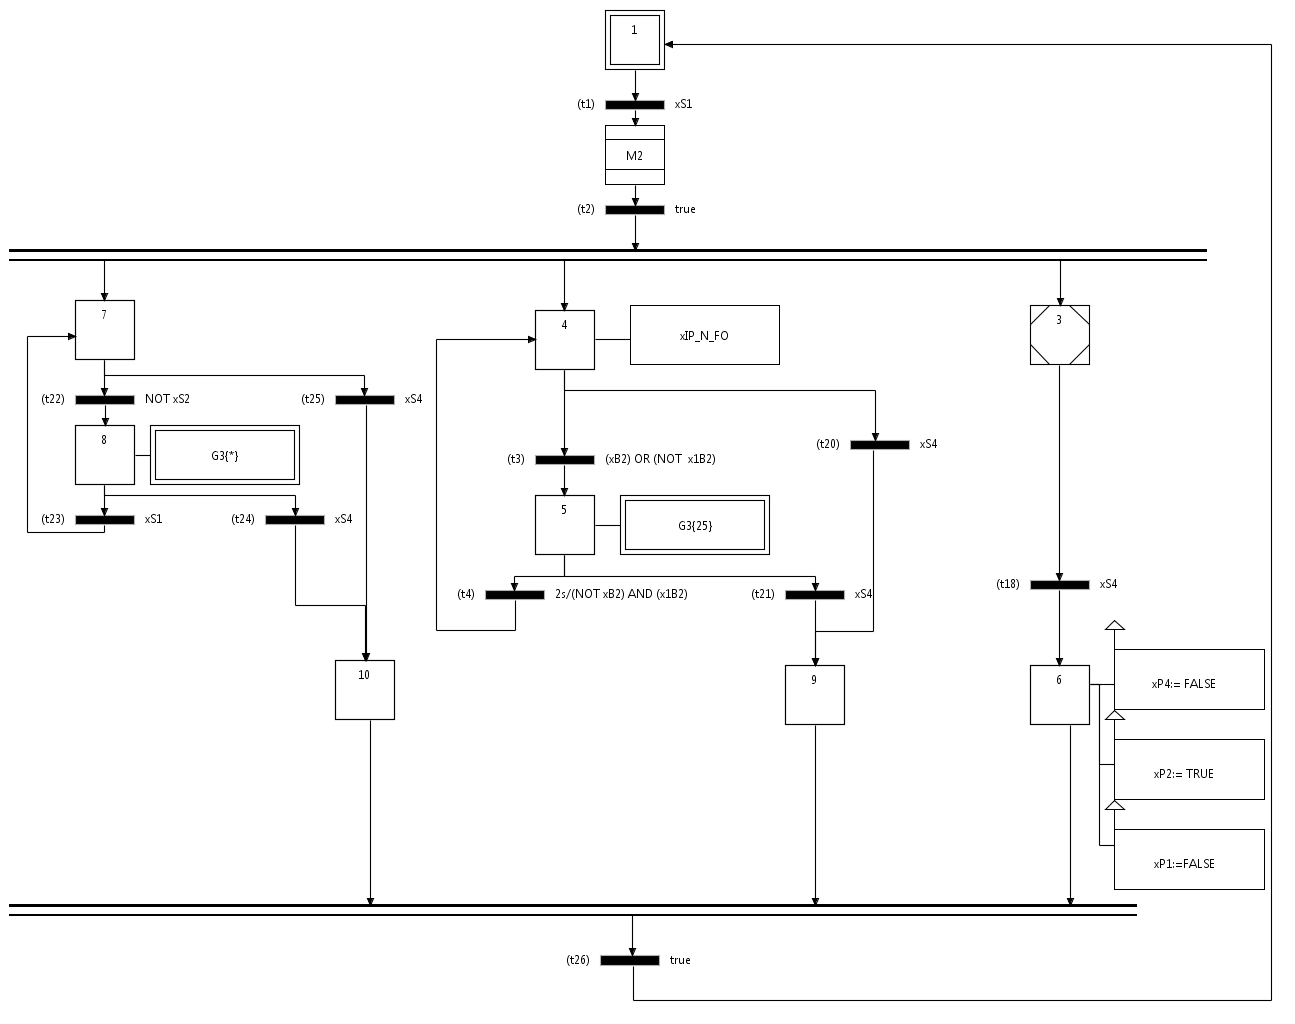 1
(t1) xS1
M2
(t2) true
7
4
xIP_N_FO
3
(t22) NOT xS2
(t25) xS4
8
G3{*}
(t20) xS4
(t3) (xB2) OR (NOT x1B2)
(t23) xS1
(t24) xS4
5
G3{25}
(t4) 2s/(NOT xB2) AND (x1B2)
(t21) xS4
(t18) xS4
10
9
6
xP4:= FALSE
xP2:= TRUE
xP1:=FALSE
(t26) true